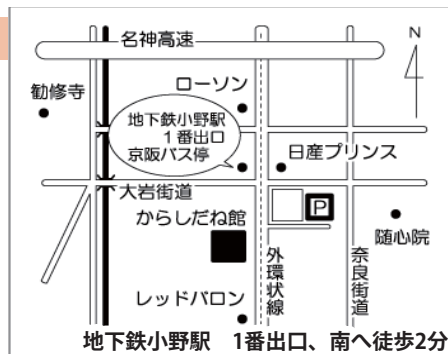 名神高速
N
勧修寺
ローソン
地下鉄小野駅
1番出口
京阪バス停
日産プリンス
大岩街道
からしだね館
P
随心院
外環状線
奈良街道
レッドバロン
地下鉄小野駅　1番出口、南へ徒歩2分